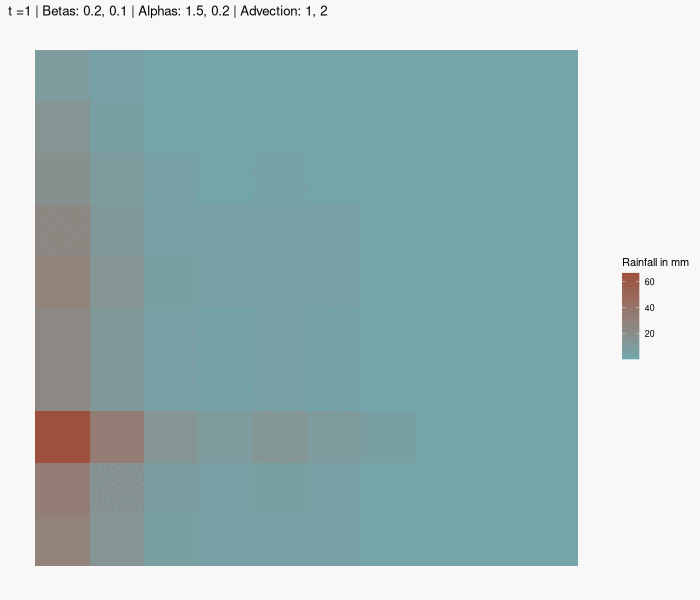 t =1 | Betas: 0.2, 0.1 | Alphas: 1.5, 0.2 | Advection: 1, 2
Rainfall in mm
60
40
20